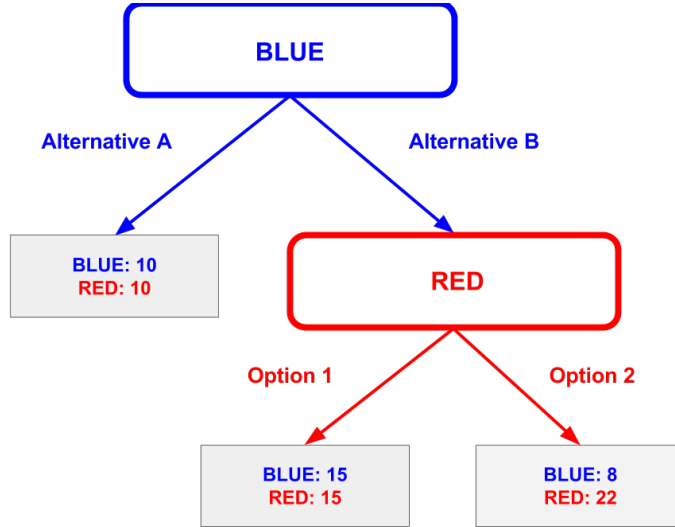 BLUE
Alternative A
Alternative B
BLUE: 10
RED: 10
RED
Option 1
Option 2
BLUE: 15
RED: 15
BLUE: 8
RED: 22